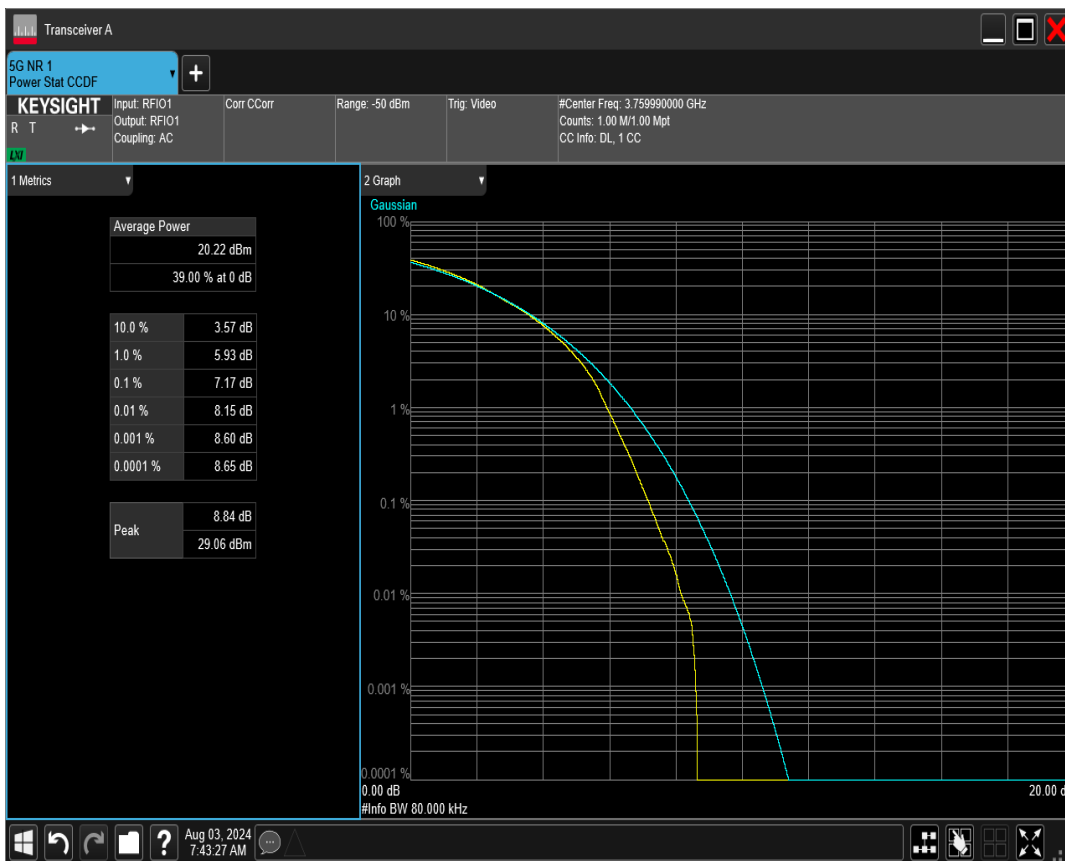 Transceiver A
5G NR 1
Power Stat CCDF
+
KEYSIGHT
R T
LXI
Input: RFIO1
Output: RFIO1
Coupling: AC
Corr CCorr
Range: -50 dBm
Trig: Video
#Center Freq: 3.759990000 GHz
Counts: 1.00 M/1.00 Mpt
CC Info: DL, 1 CC
1 Metrics
Average Power
20.22 dBm
39.00 % at 0 dB
10.0 % 3.57 dB
1.0 % 5.93 dB
0.1 % 7.17 dB
0.01 % 8.15 dB
0.001 % 8.60 dB
0.0001 % 8.65 dB
Peak
8.84 dB
29.06 dBm
2 Graph
Gaussian
100 %
10 %
1 %
0.1 %
0.01 %
0.001 %
0.0001 %
0.00 dB
20.00 d
#Info BW 80.000 kHz
?
Aug 03, 2024
7:43:27 AM